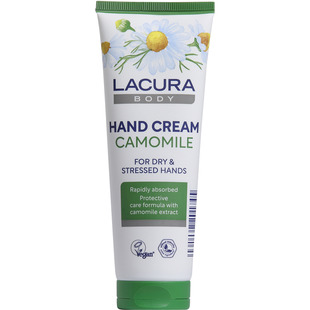 LACURA
BODY
HAND CREAM
CAMOMILE
FOR DRY &
STRESSED HANDS
Rapidly absorbed
Protective
care formula with
camomile extract
Vegan